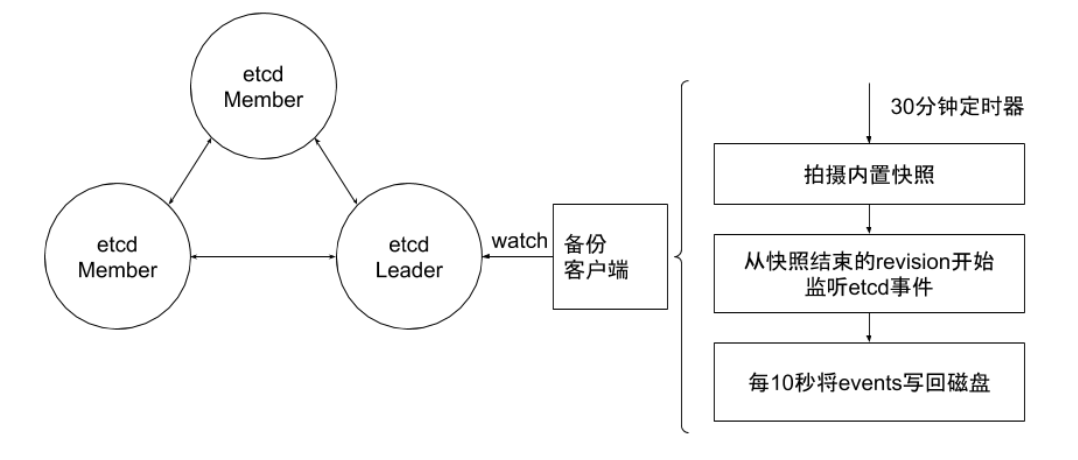 etcd
Member
etcd
Member
etcd
Leader
watch
备份
客户端
30分钟定时器
拍摄内置快照
从快照结束的revision开始
监听etcd事件
每10秒将events写回磁盘